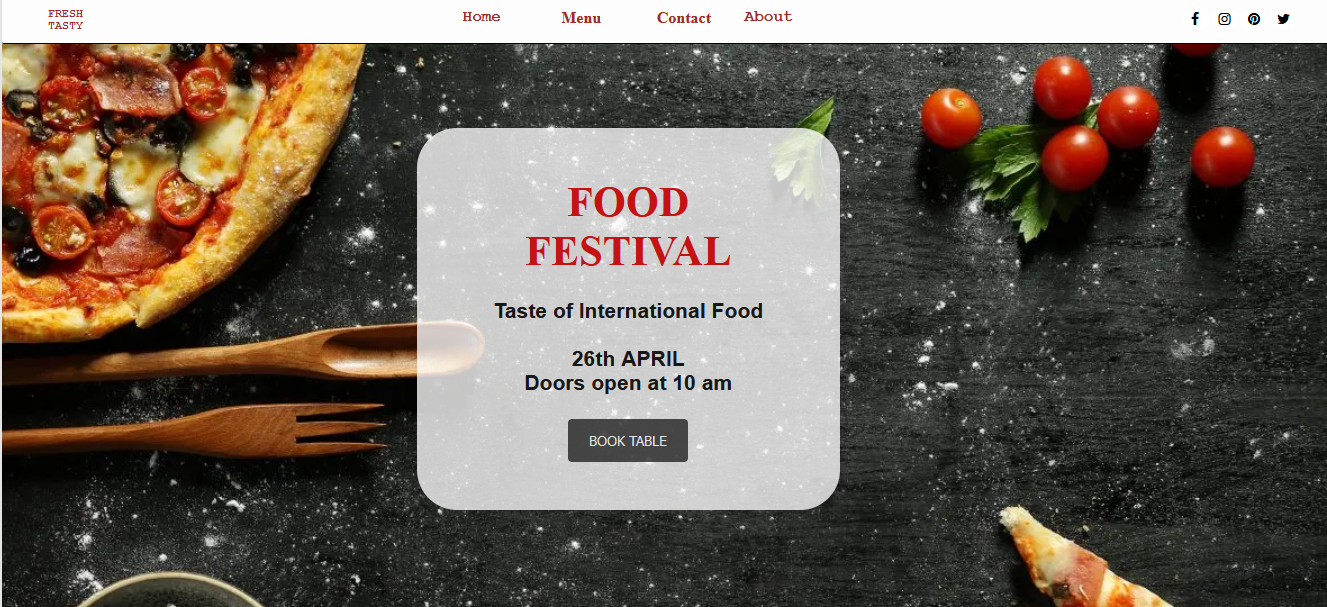 FRESH
TASTY
Home Menu Contact About
FOOD
FESTIVAL
Taste of International Food
26th APRIL
Doors open at 10 am
BOOK TABLE